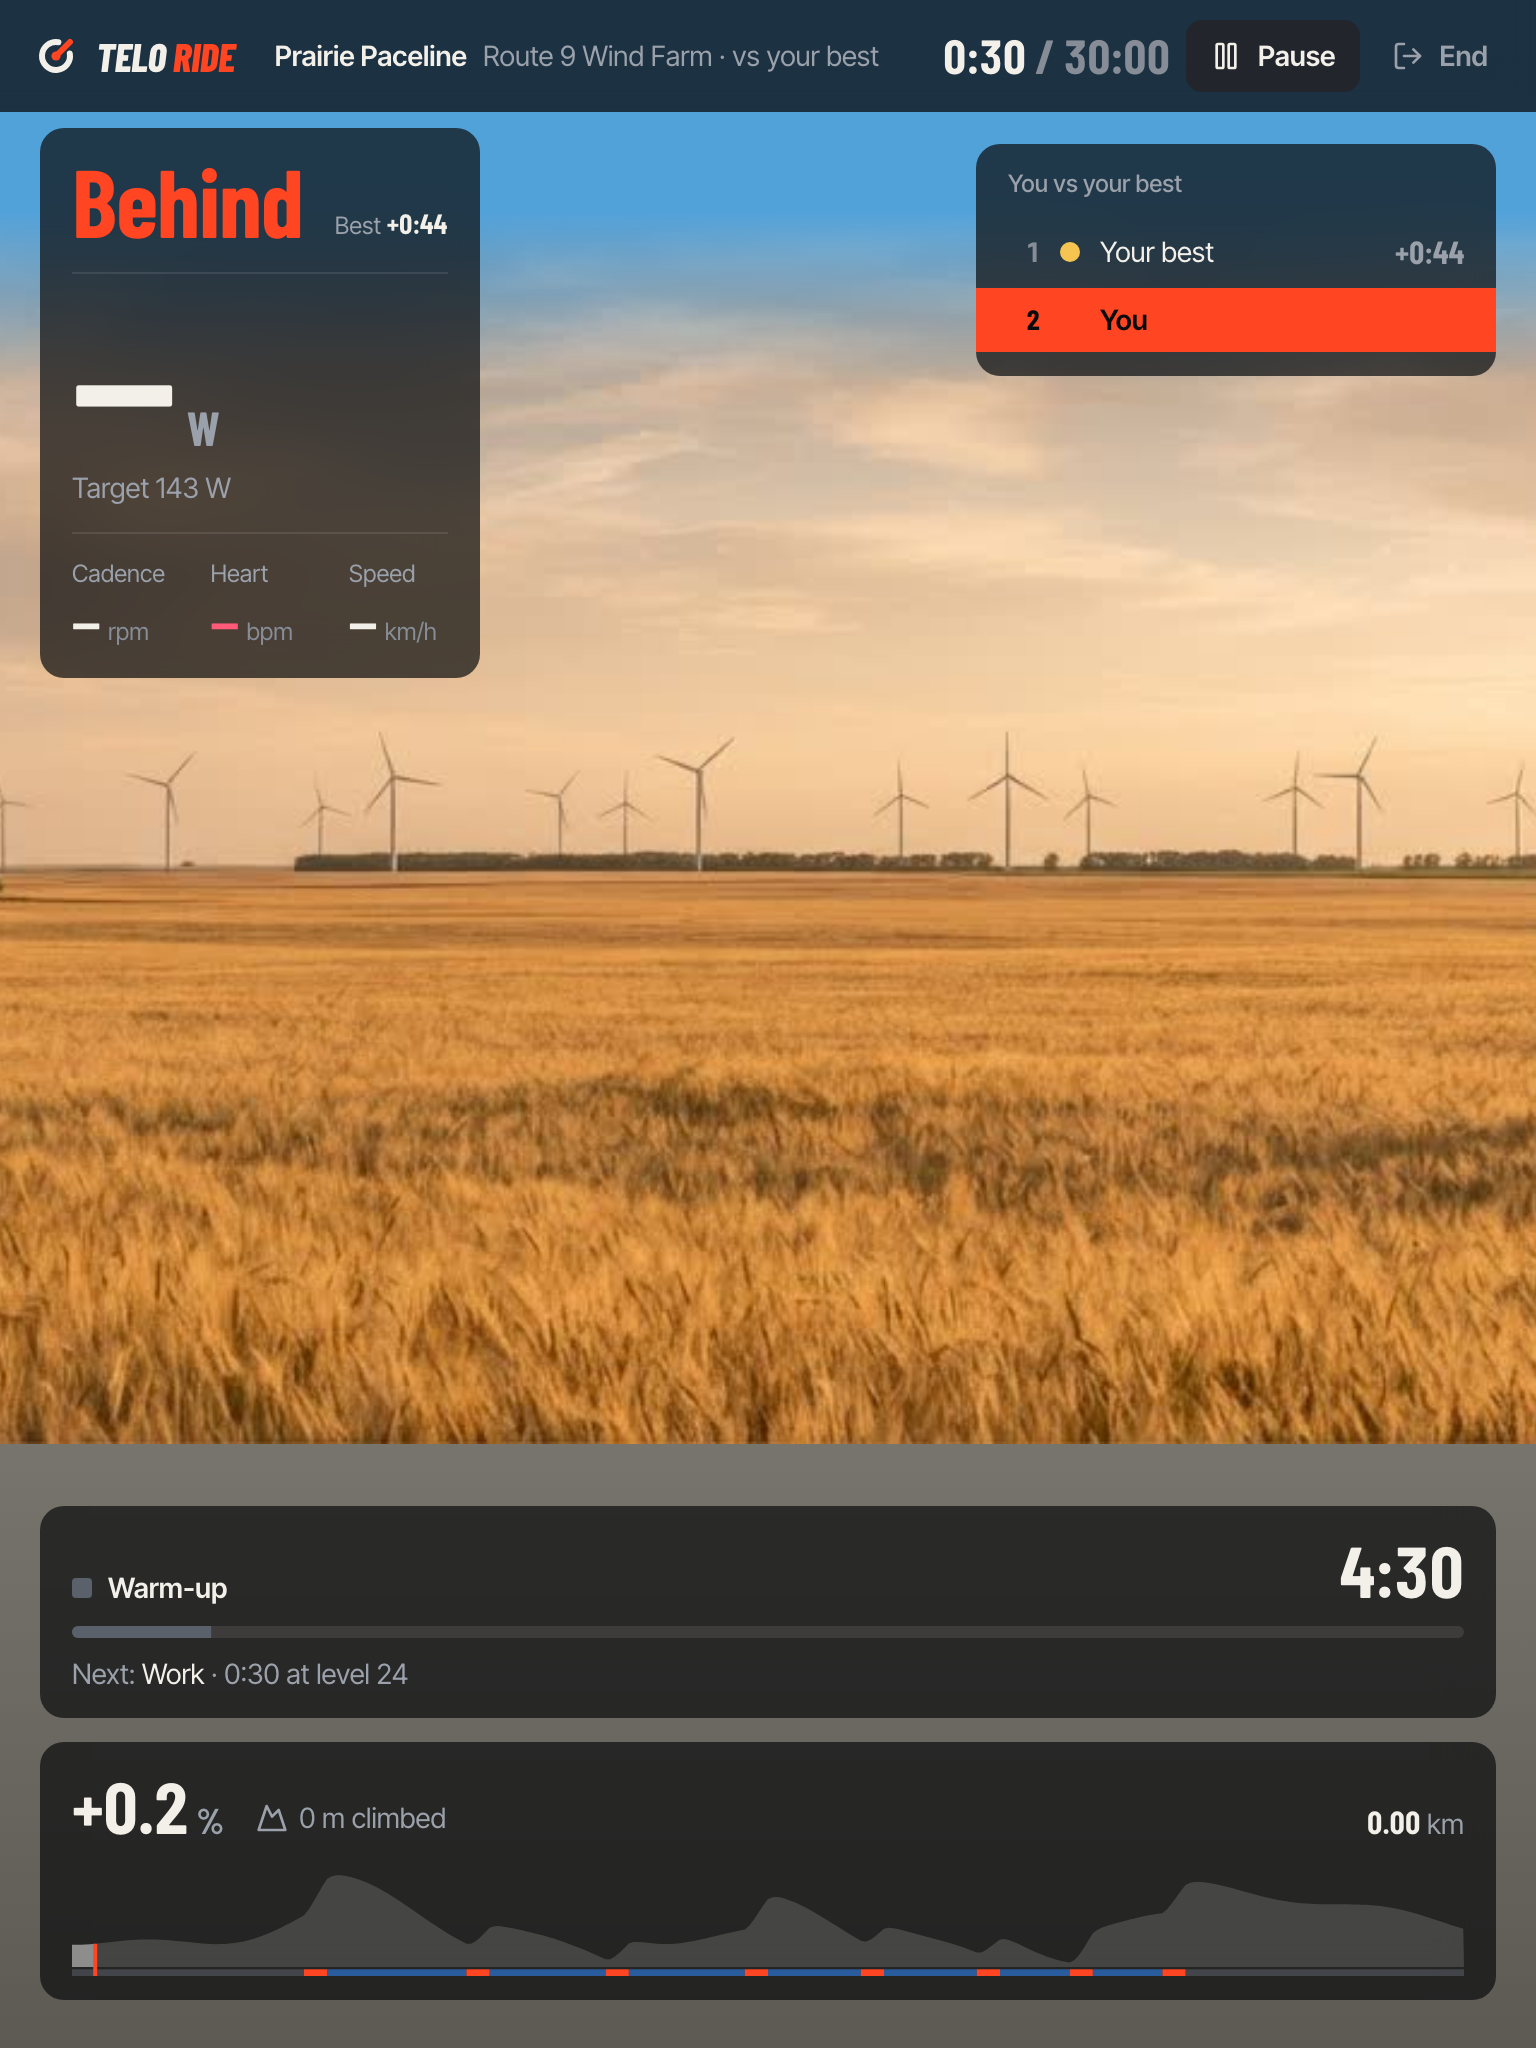 TELO RIDE Prairie Paceline Route 9 Wind Farm · vs your best 0:30 / 30:00 Pause End
Behind Best +0:44
– W
Target 143 W
Cadence Heart Speed
– rpm – bpm – km/h
You vs your best
1 Your best +0:44
2 You
Warm-up 4:30
Next: Work · 0:30 at level 24
+0.2 % 0 m climbed 0.00 km